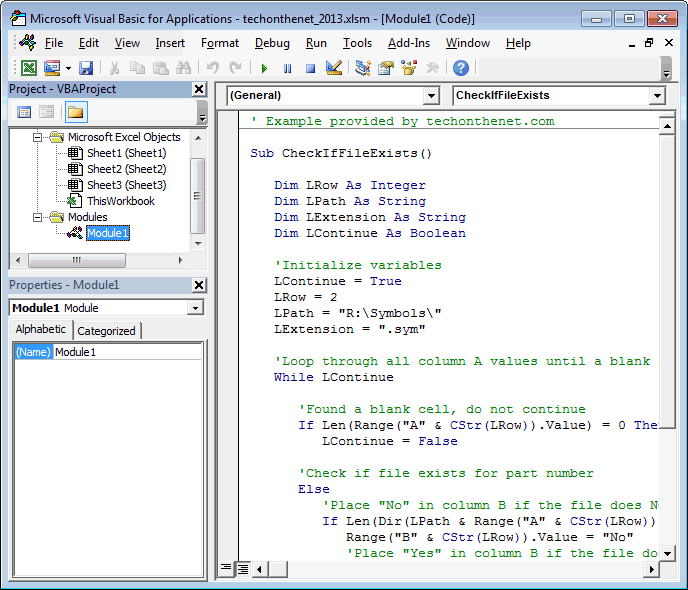 Microsoft Visual Basic for Applications - techonthenet_2013.xlsm - [Module1 (Code)]
File Edit View Insert Format Debug Run Tools Add-Ins Window Help
Project - VBAProject
Microsoft Excel Objects
Sheet1 (Sheet1)
Sheet2 (Sheet2)
Sheet3 (Sheet3)
ThisWorkbook
Modules
Module1
Properties - Module1
Module1 Module
Alphabetic Categorized
(Name) Module1
(General) CheckIfFileExists
' Example provided by techonthenet.com
Sub CheckIfFileExists()
Dim LRow As Integer
Dim LPath As String
Dim LExtension As String
Dim LContinue As Boolean
'Initialize variables
LContinue = True
LRow = 2
LPath = "R:\Symbols\"
LExtension = ".sym"
'Loop through all column A values until a blank
While LContinue
'Found a blank cell, do not continue
If Len(Range("A" & CStr(LRow)).Value) = 0 The
LContinue = False
'Check if file exists for part number
Else
'Place "No" in column B if the file does N
If Len(Dir(LPath & Range("A" & CStr(LRow))
Range("B" & CStr(LRow)).Value = "No"
'Place "Yes" in column B if the file do